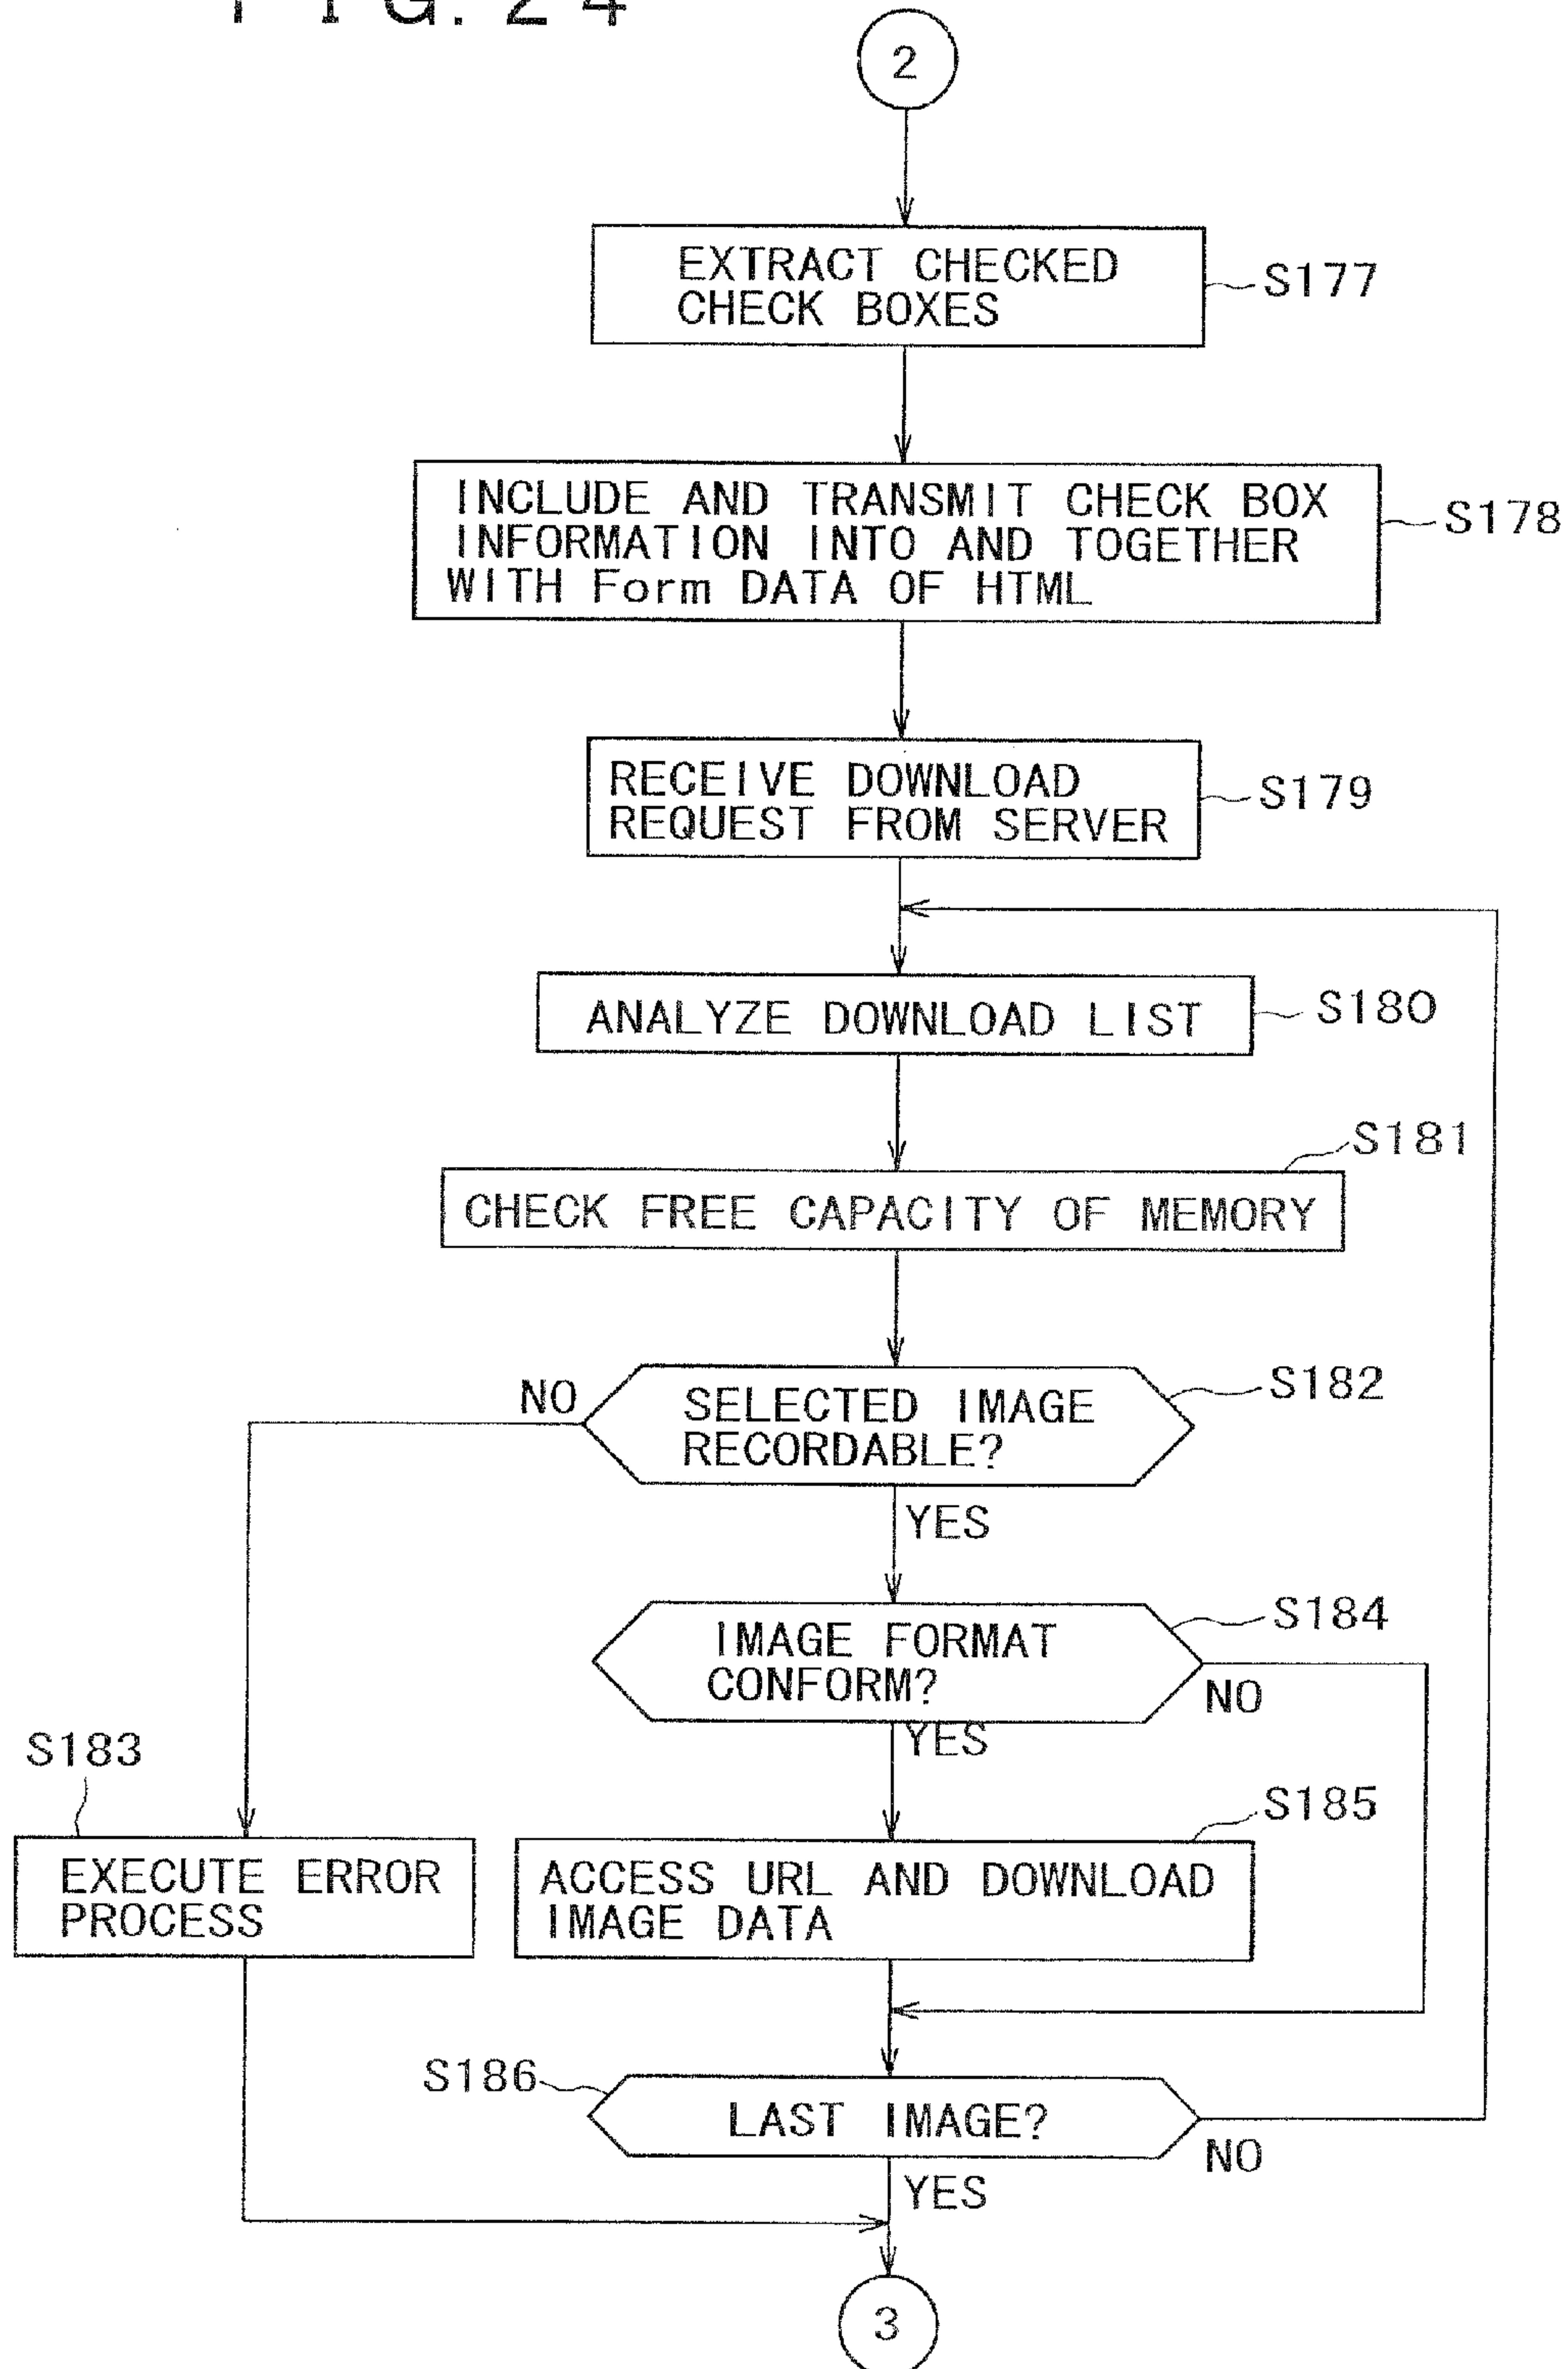 FIG. 24
2
EXTRACT CHECKED
CHECK BOXES
S177
INCLUDE AND TRANSMIT CHECK BOX
INFORMATION INTO AND TOGETHER
WITH Form DATA OF HTML
S178
RECEIVE DOWNLOAD
REQUEST FROM SERVER
S179
ANALYZE DOWNLOAD LIST
S180
S181
CHECK FREE CAPACITY OF MEMORY
NO
SELECTED IMAGE
RECORDABLE?
S182
YES
IMAGE FORMAT
CONFORM?
S184
NO
YES
S183
EXECUTE ERROR
PROCESS
S185
ACCESS URL AND DOWNLOAD
IMAGE DATA
S186
LAST IMAGE?
NO
YES
3